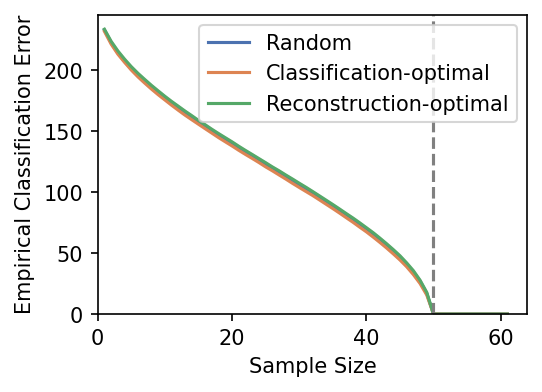 Random
Classification-optimal
Reconstruction-optimal
Empirical Classification Error
200
150
100
50
0
0
20
40
60
Sample Size